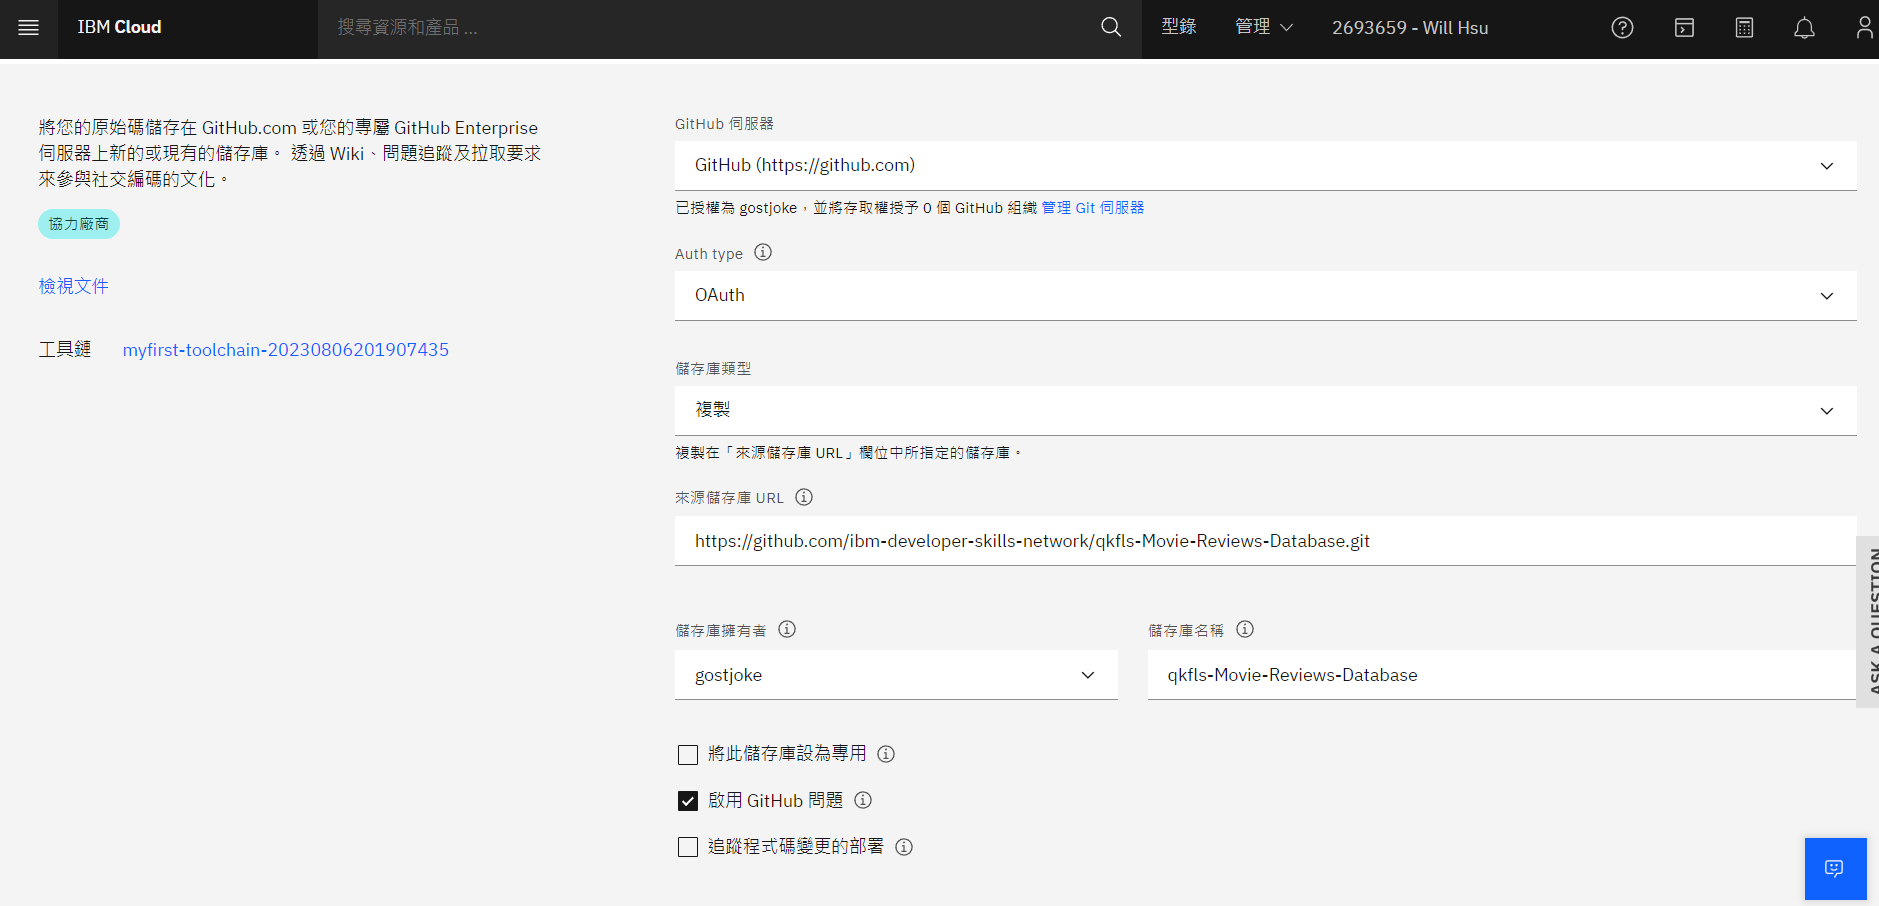 IBM Cloud
搜尋資源和產品 ...
型錄
管理
2693659 - Will Hsu
將您的原始碼儲存在 GitHub.com 或您的專屬 GitHub Enterprise
伺服器上新的或現有的儲存庫。 透過 Wiki、問題追蹤及拉取要求
來參與社交編碼的文化。
協力廠商
檢視文件
工具鏈 myfirst-toolchain-20230806201907435
GitHub 伺服器
GitHub (https://github.com)
已授權為 gostjoke，並將存取權授予 0 個 GitHub 組織 管理 Git 伺服器
Auth type
OAuth
儲存庫類型
複製
複製在「來源儲存庫 URL」欄位中所指定的儲存庫。
來源儲存庫 URL
https://github.com/ibm-developer-skills-network/qkfls-Movie-Reviews-Database.git
儲存庫擁有者
gostjoke
儲存庫名稱
qkfls-Movie-Reviews-Database
將此儲存庫設為專用
啟用 GitHub 問題
追蹤程式碼變更的部署
ASK A QUESTION